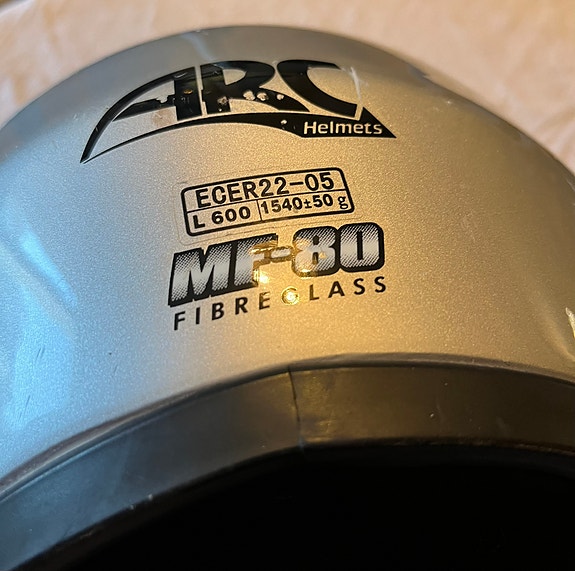 ARC
Helmets
ECER22-05
L 600 1540±50 g
MF-80
FIBREGLASS